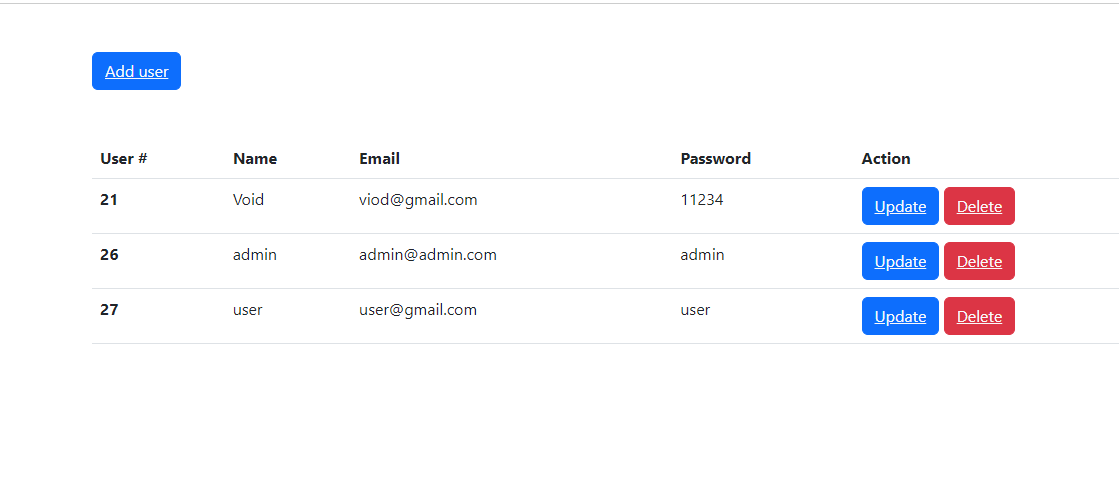 Add user
User # Name Email Password Action
21 Void viod@gmail.com 11234 Update Delete
26 admin admin@admin.com admin Update Delete
27 user user@gmail.com user Update Delete